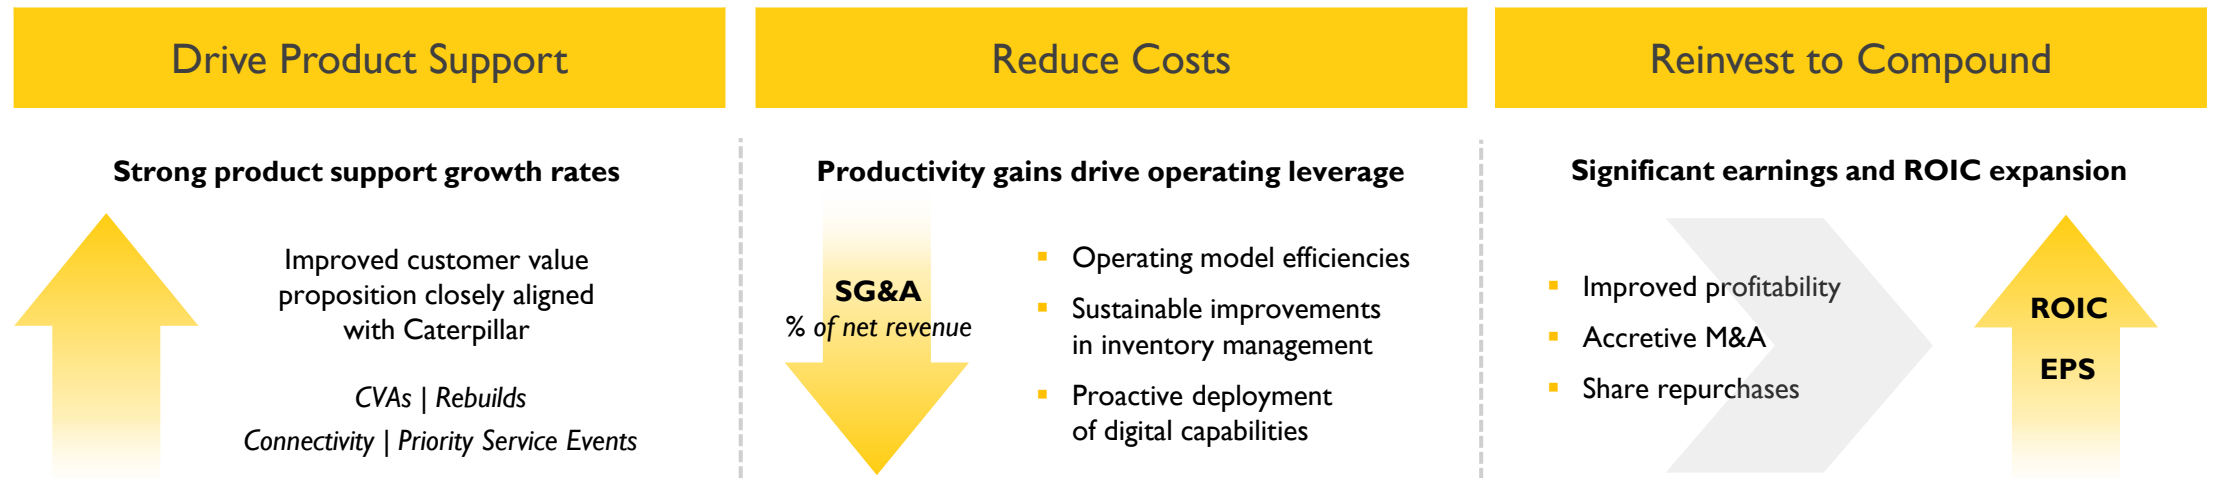 Drive Product Support
Strong product support growth rates
Improved customer value
proposition closely aligned
with Caterpillar
CVAs | Rebuilds
Connectivity | Priority Service Events
Reduce Costs
Productivity gains drive operating leverage
SG&A
% of net revenue
▪ Operating model efficiencies
▪ Sustainable improvements
in inventory management
▪ Proactive deployment
of digital capabilities
Reinvest to Compound
Significant earnings and ROIC expansion
▪ Improved profitability
▪ Accretive M&A
▪ Share repurchases
ROIC
EPS